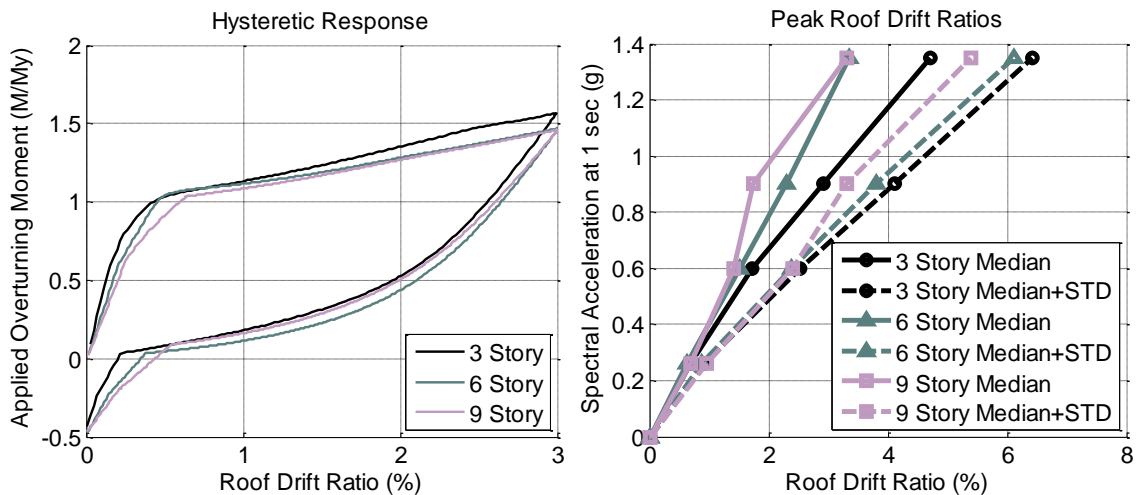 Hysteretic Response
Applied Overturning Moment (M/My)
2
1.5
1
0.5
0
-0.5
0
1
2
3
Roof Drift Ratio (%)
3 Story
6 Story
9 Story
Peak Roof Drift Ratios
Spectral Acceleration at 1 sec (g)
1.4
1.2
1
0.8
0.6
0.4
0.2
0
0
2
4
6
8
Roof Drift Ratio (%)
3 Story Median
3 Story Median+STD
6 Story Median
6 Story Median+STD
9 Story Median
9 Story Median+STD